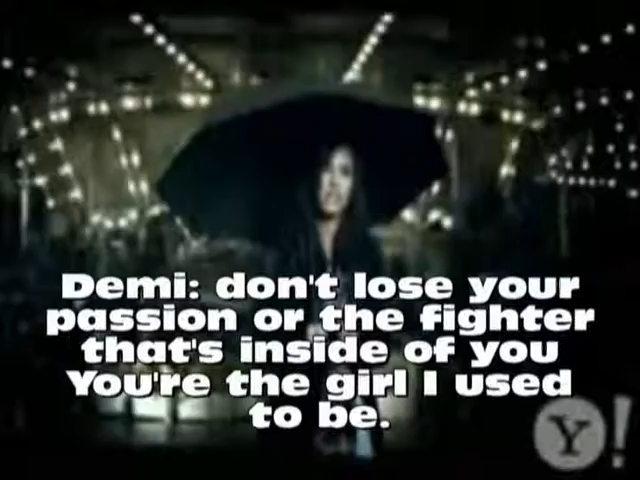 Demi: don't lose your
passion or the fighter
that's inside of you
You're the girl I used
to be.
Y!